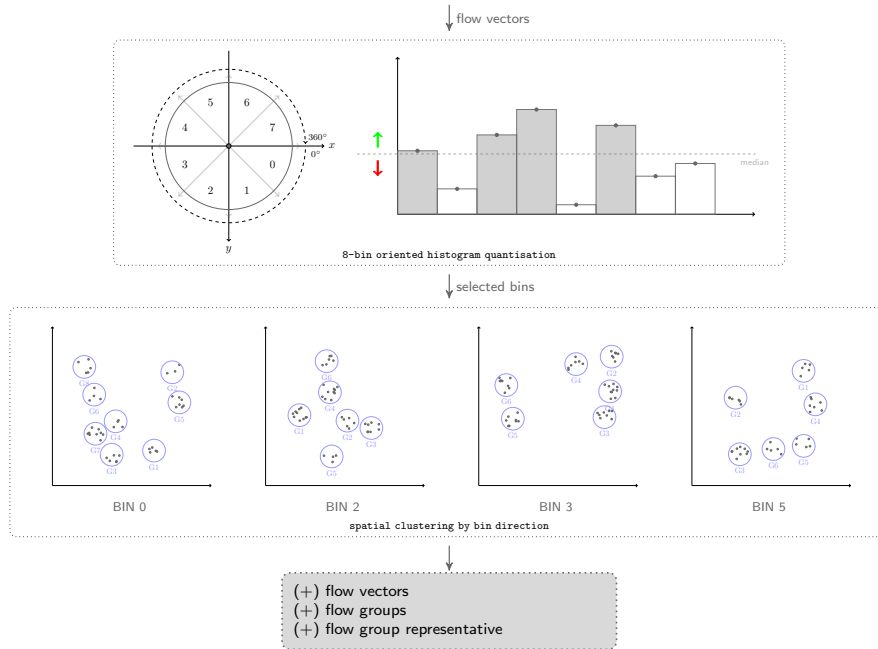 flow vectors
5 6
4 7
360°
x
0°
3 0
2 1
y
median
8-bin oriented histogram quantisation
selected bins
G8
G2
G6
G5
G4
G7
G3
G1
BIN 0
G6
G4
G1
G2
G3
G5
BIN 2
G2
G4
G6
G5
G3
BIN 3
G1
G2
G4
G5
G6
G3
BIN 5
spatial clustering by bin direction
(+) flow vectors
(+) flow groups
(+) flow group representative